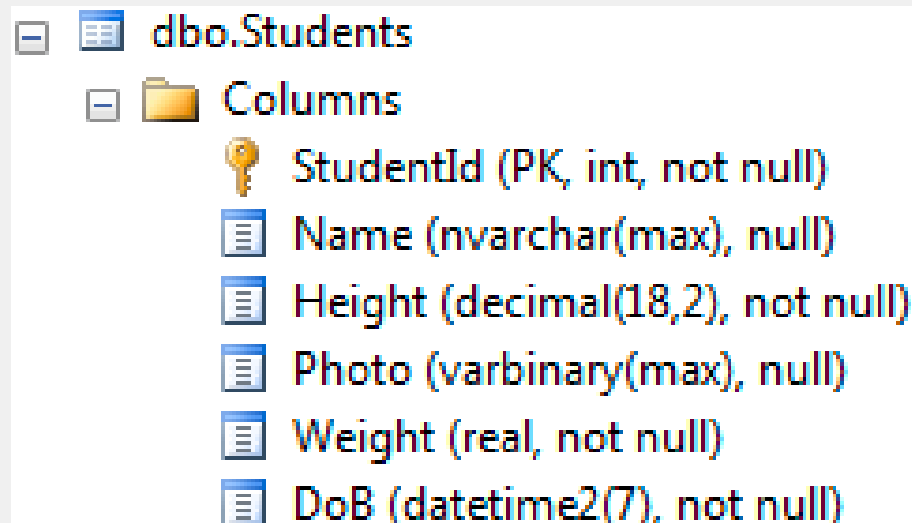 dbo.Students
Columns
StudentId (PK, int, not null)
Name (nvarchar(max), null)
Height (decimal(18,2), not null)
Photo (varbinary(max), null)
Weight (real, not null)
DoB (datetime2(7), not null)